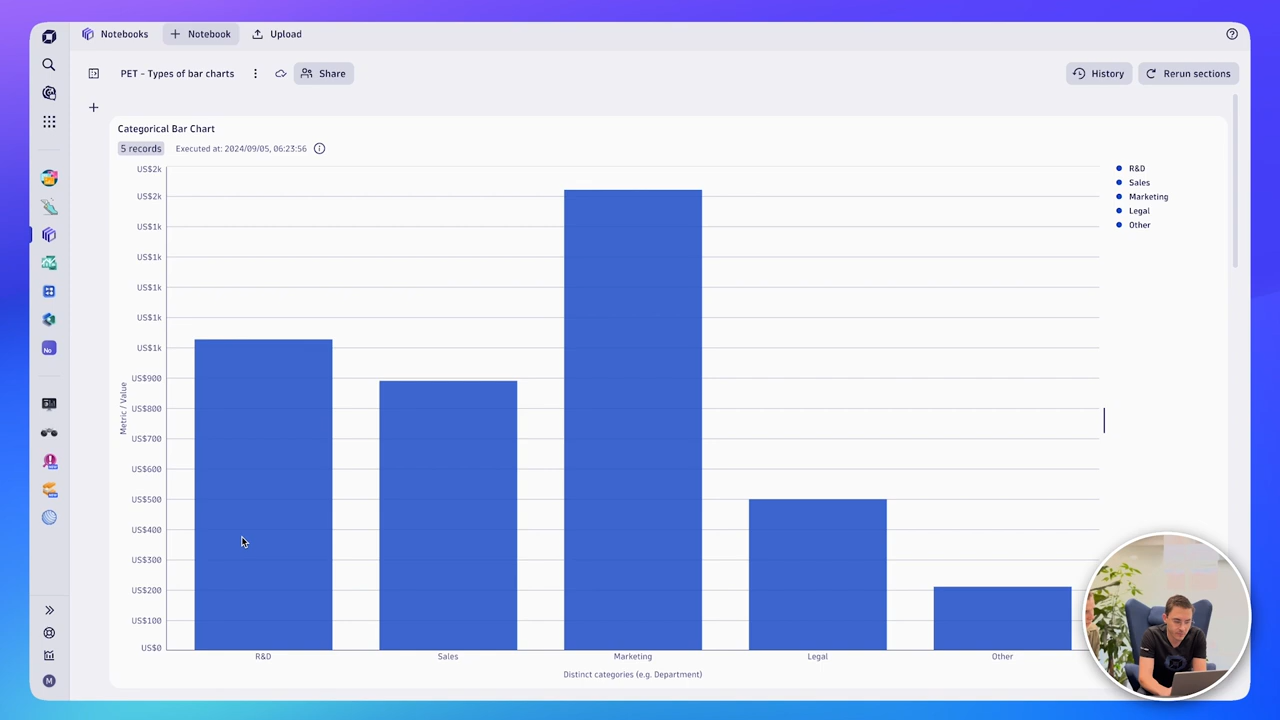 Notebooks
Notebook
Upload
PET - Types of bar charts
Share
History
Rerun sections
Categorical Bar Chart
5 records
Executed at: 2024/09/05, 06:23:56
US$2k
US$2k
US$1k
US$1k
US$1k
US$1k
US$1k
US$900
US$800
US$700
US$600
US$500
US$400
US$300
US$200
US$100
US$0
Metric / Value
R&D
Sales
Marketing
Legal
Other
Distinct categories (e.g. Department)
R&D
Sales
Marketing
Legal
Other
No
M